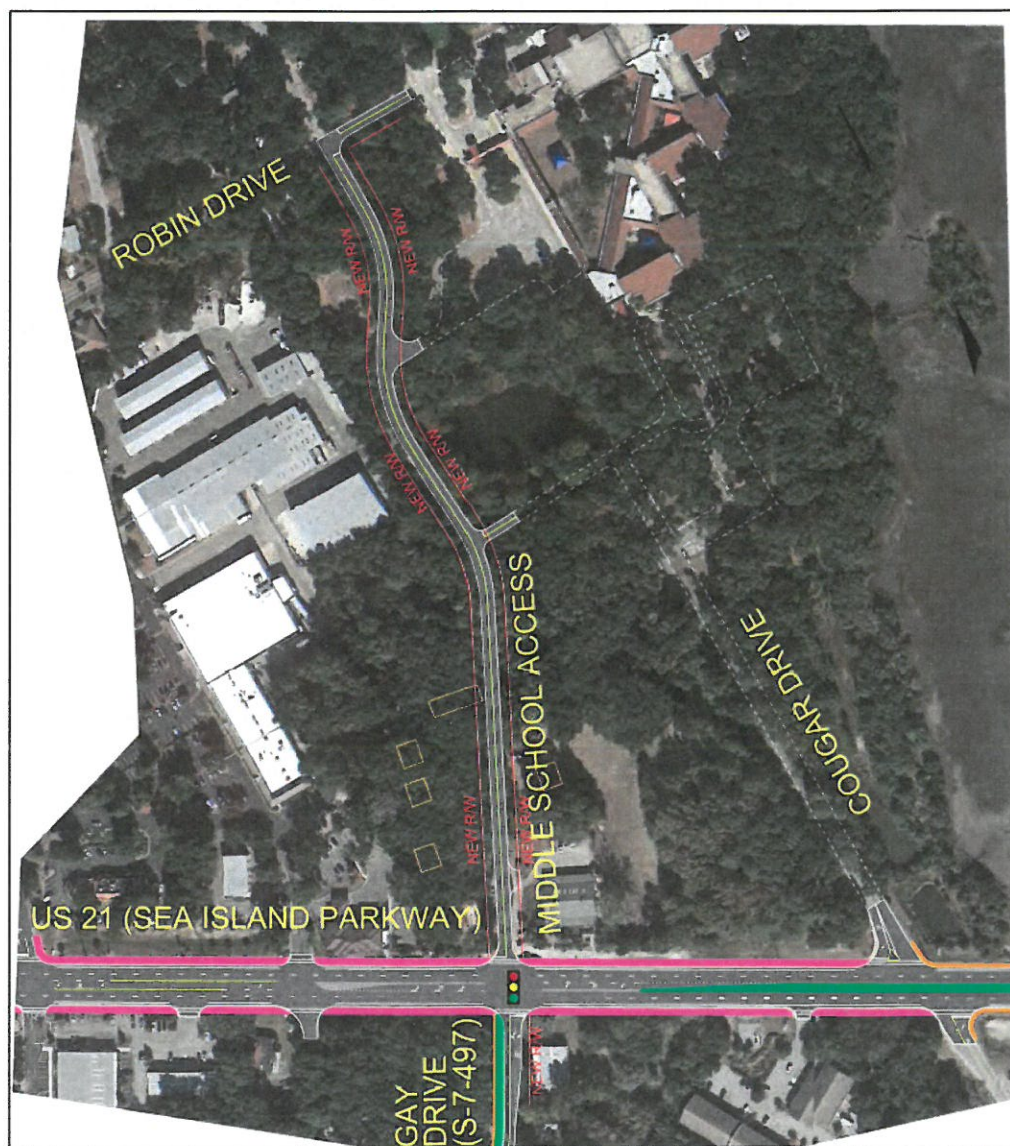 ROBIN DRIVE
NEW R/W
NEW R/W
NEW R/W
NEW R/W
MIDDLE SCHOOL ACCESS
COUGAR DRIVE
NEW R/W
NEW R/W
US 21 (SEA ISLAND PARKWAY)
GAY
DRIVE
(S-7-497)
NEW R/W